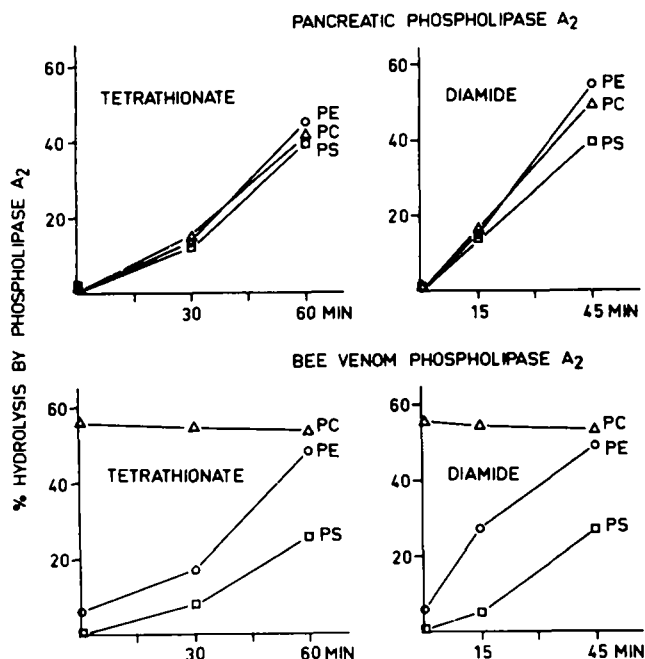 PANCREATIC PHOSPHOLIPASE A2
% HYDROLYSIS BY PHOSPHOLIPASE A2
60
40
20
TETRATHIONATE
PE
PC
PS
30
60 MIN
60
40
20
DIAMIDE
PE
PC
PS
15
45 MIN
BEE VENOM PHOSPHOLIPASE A2
60
40
20
TETRATHIONATE
PC
PE
PS
30
60 MIN
60
40
20
DIAMIDE
PC
PE
PS
15
45 MIN